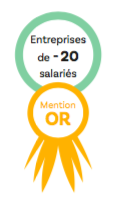 Entreprises
de - 20
salariés
Mention
OR